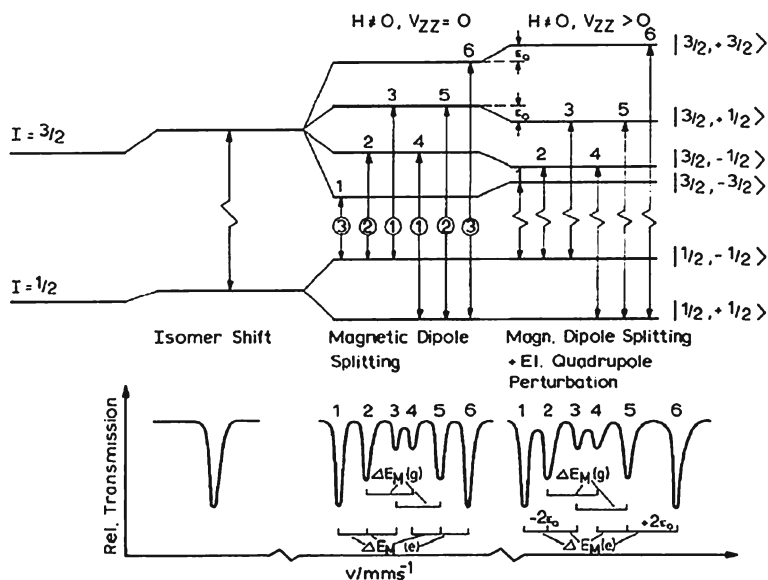 H ≠ 0, V_ZZ = 0
H ≠ 0, V_ZZ > 0
6
6
|3/2, +3/2>
ε₀
3
5
ε₀
3
5
|3/2, +1/2>
I = 3/2
2
4
2
4
|3/2, -1/2>
1
1
|3/2, -3/2>
③ ② ① ① ② ③
|1/2, -1/2>
I = 1/2
|1/2, +1/2>
Isomer Shift
Magnetic Dipole
Splitting
Magn. Dipole Splitting
+ El. Quadrupole
Perturbation
Rel. Transmission
1 2 3 4 5 6
1 2 3 4 5 6
ΔE_M(g)
ΔE_M(g)
-2ε₀
+2ε₀
ΔE_M(e)
ΔE_M(e)
v/mms⁻¹